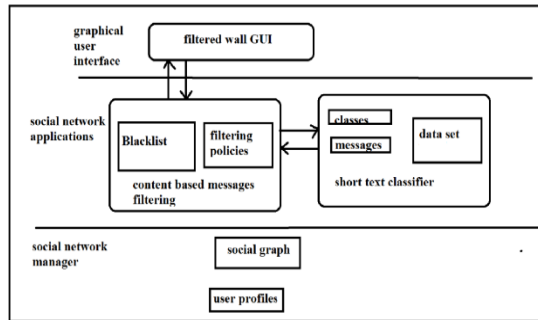 graphical
user
interface
filtered wall GUI
social network
applications
Blacklist
filtering
policies
content based messages
filtering
classes
messages
data set
short text classifier
social network
manager
social graph
user profiles